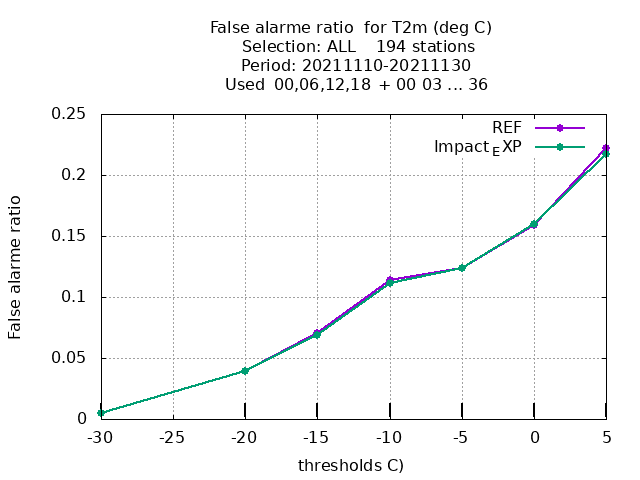 False alarme ratio  for T2m (deg C)
Selection: ALL    194 stations
Period: 20211110-20211130
Used  00,06,12,18  + 00 03 ... 36
REF
Impact_EXP
0.25
0.2
0.15
0.1
0.05
0
False alarme ratio
-30 -25 -20 -15 -10 -5 0 5
thresholds C)